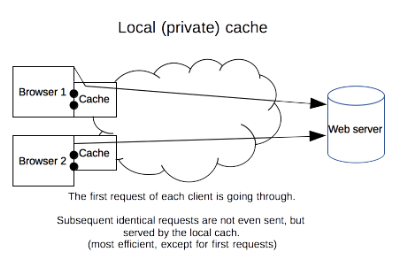 Local (private) cache
Browser 1
Cache
Web server
Browser 2
Cache
The first request of each client is going through.
Subsequent identical requests are not even sent, but
served by the local cach.
(most efficient, except for first requests)